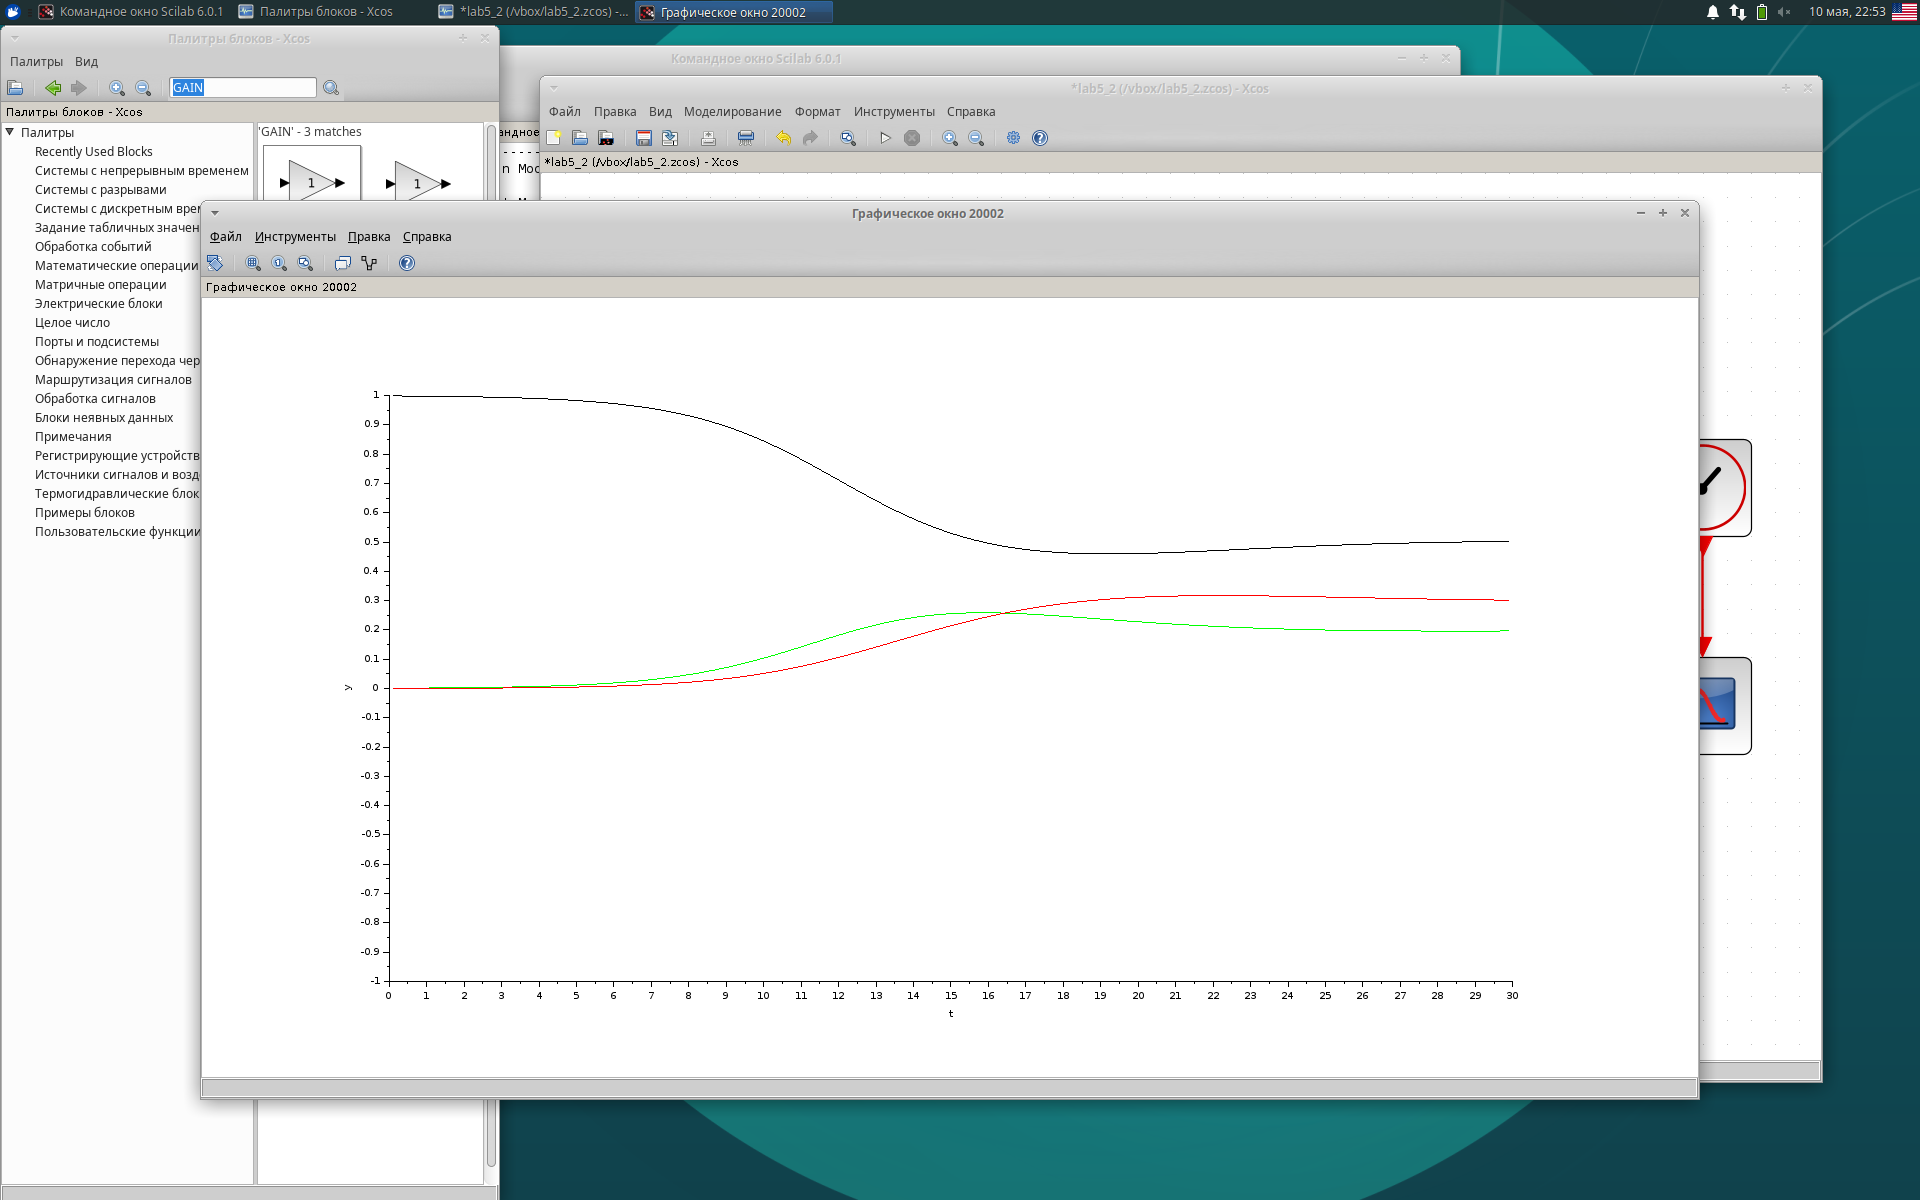 Командное окно Scilab 6.0.1
Палитры блоков - Xcos
*lab5_2 (/vbox/lab5_2.zcos) -...
Графическое окно 20002
10 мая, 22:53
Палитры блоков - Xcos
Палитры Вид
GAIN
Палитры блоков - Xcos
Палитры
Recently Used Blocks
Системы с непрерывным временем
Системы с разрывами
Системы с дискретным врем
Задание табличных значен
Обработка событий
Математические операции
Матричные операции
Электрические блоки
Целое число
Порты и подсистемы
Обнаружение перехода чер
Маршрутизация сигналов
Обработка сигналов
Блоки неявных данных
Примечания
Регистрирующие устройств
Источники сигналов и возд
Термогидравлические блок
Примеры блоков
Пользовательские функции
'GAIN' - 3 matches
1
1
Командное окно Scilab 6.0.1
андное
n Мос
*lab5_2 (/vbox/lab5_2.zcos) - Xcos
Файл Правка Вид Моделирование Формат Инструменты Справка
*lab5_2 (/vbox/lab5_2.zcos) - Xcos
Графическое окно 20002
Файл Инструменты Правка Справка
Графическое окно 20002
1
0.9
0.8
0.7
0.6
0.5
0.4
0.3
0.2
0.1
0
-0.1
-0.2
-0.3
-0.4
-0.5
-0.6
-0.7
-0.8
-0.9
-1
y
0 1 2 3 4 5 6 7 8 9 10 11 12 13 14 15 16 17 18 19 20 21 22 23 24 25 26 27 28 29 30
t